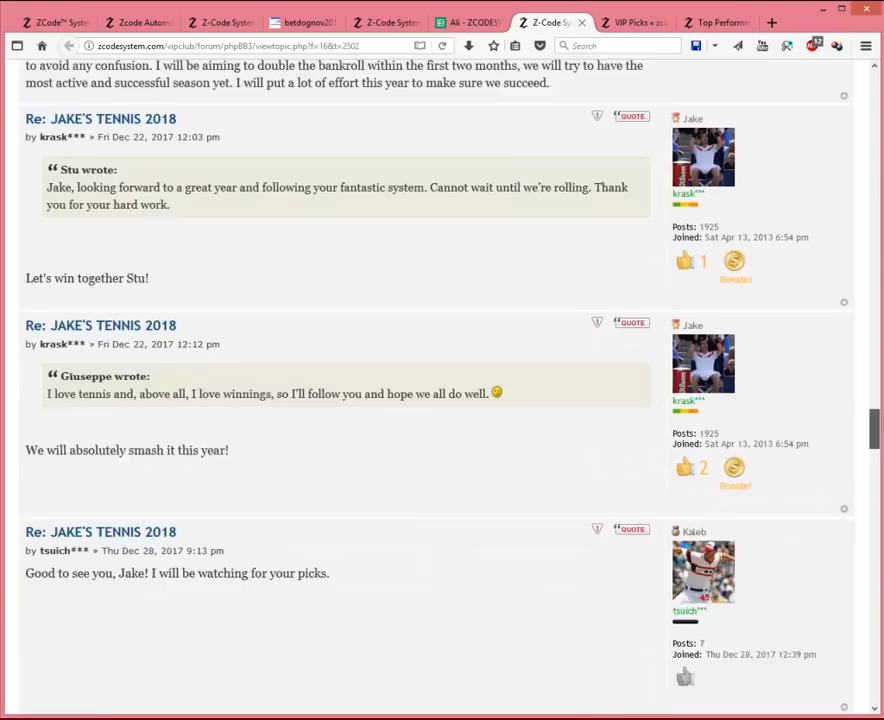 ZCode™ Syste
Zcode Autom
Z-Code System
betdognov201
Z-Code System
Ali - ZCODESY
Z-Code Sy
VIP Picks « zco
Top Performe
zcodesystem.com/vipclub/forum/phpBB3/viewtopic.php?f=16&t=2502
Search
to avoid any confusion. I will be aiming to double the bankroll within the first two months, we will try to have the
most active and successful season yet. I will put a lot of effort this year to make sure we succeed.
Re: JAKE'S TENNIS 2018
by krask*** » Fri Dec 22, 2017 12:03 pm
QUOTE
Stu wrote:
Jake, looking forward to a great year and following your fantastic system. Cannot wait until we're rolling. Thank
you for your hard work.
Let's win together Stu!
Jake
krask***
Posts: 1925
Joined: Sat Apr 13, 2013 6:54 pm
1
Donate!
Re: JAKE'S TENNIS 2018
by krask*** » Fri Dec 22, 2017 12:12 pm
QUOTE
Giuseppe wrote:
I love tennis and, above all, I love winnings, so I'll follow you and hope we all do well.
We will absolutely smash it this year!
Jake
krask***
Posts: 1925
Joined: Sat Apr 13, 2013 6:54 pm
2
Donate!
Re: JAKE'S TENNIS 2018
by tsuich*** » Thu Dec 28, 2017 9:13 pm
QUOTE
Good to see you, Jake! I will be watching for your picks.
Kaleb
tsuich***
Posts: 7
Joined: Thu Dec 28, 2017 12:39 pm